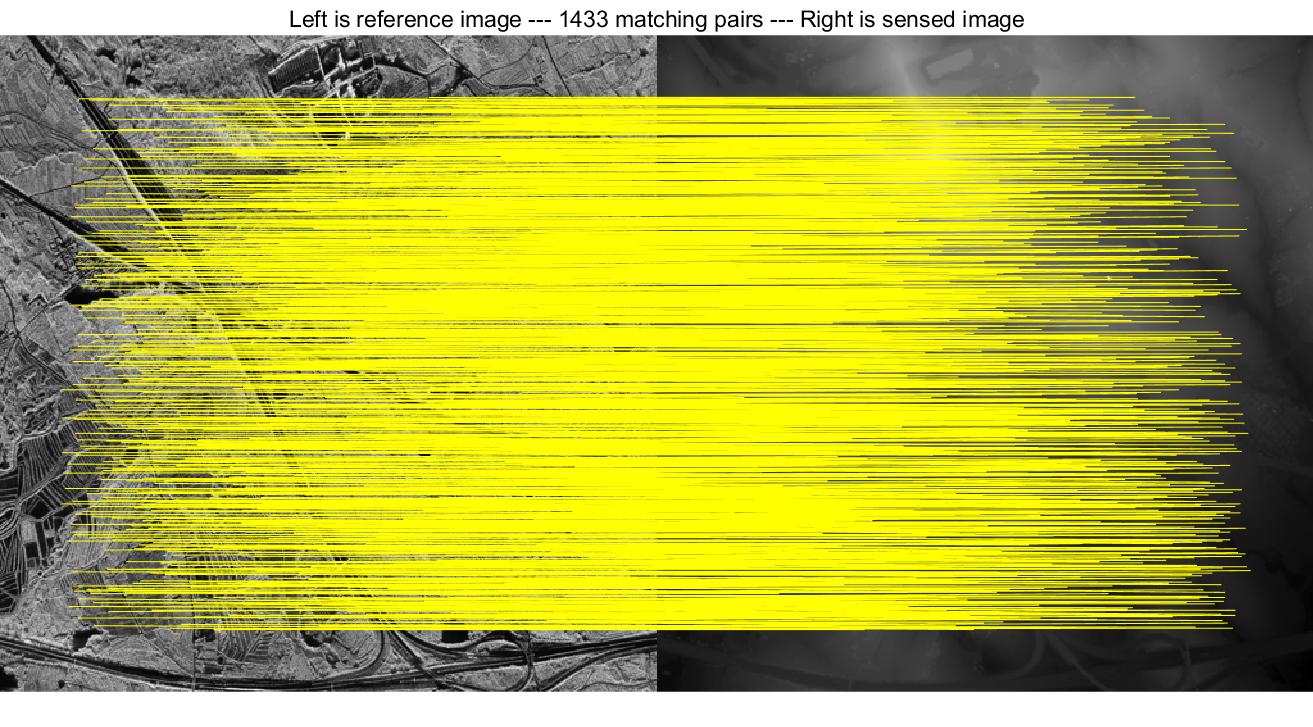 Left is reference image --- 1433 matching pairs --- Right is sensed image